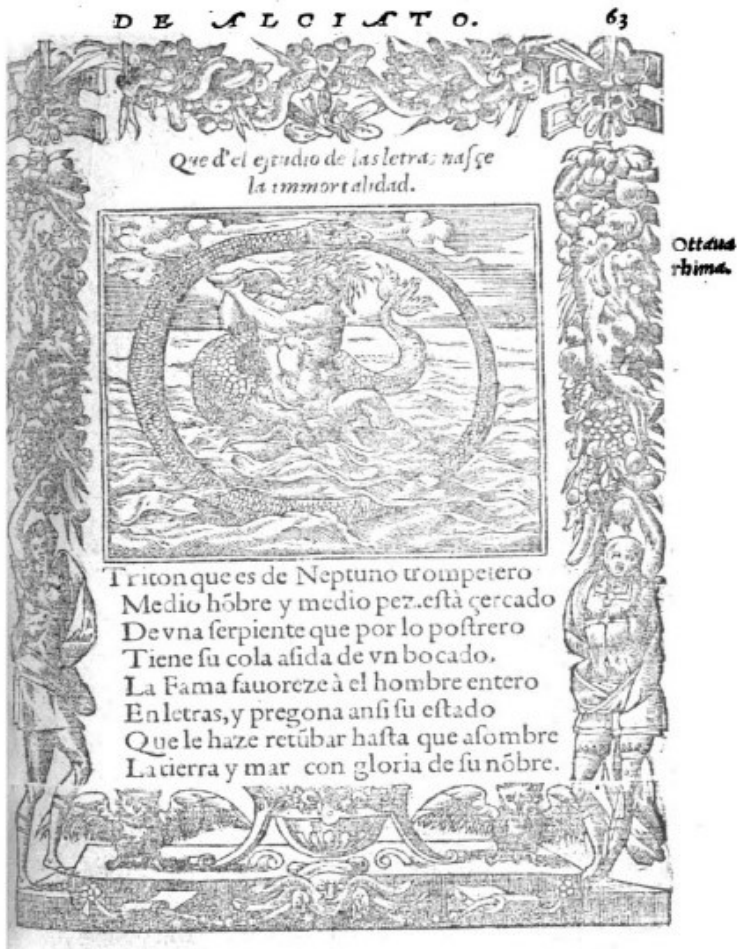 DE ALCIATO. 63
Que d'el estudio de las letras nasçe
la immortalidad.
Ottaua
rhima.
Triton que es de Neptuno trompetero
Medio hõbre y medio pez.està çercado
De vna serpiente que por lo postrero
Tiene su cola asida de vn bocado,
La Fama fauoreze à el hombre entero
En letras, y pregona ansi su estado
Que le haze retũbar hasta que asombre
La tierra y mar con gloria de su nõbre.